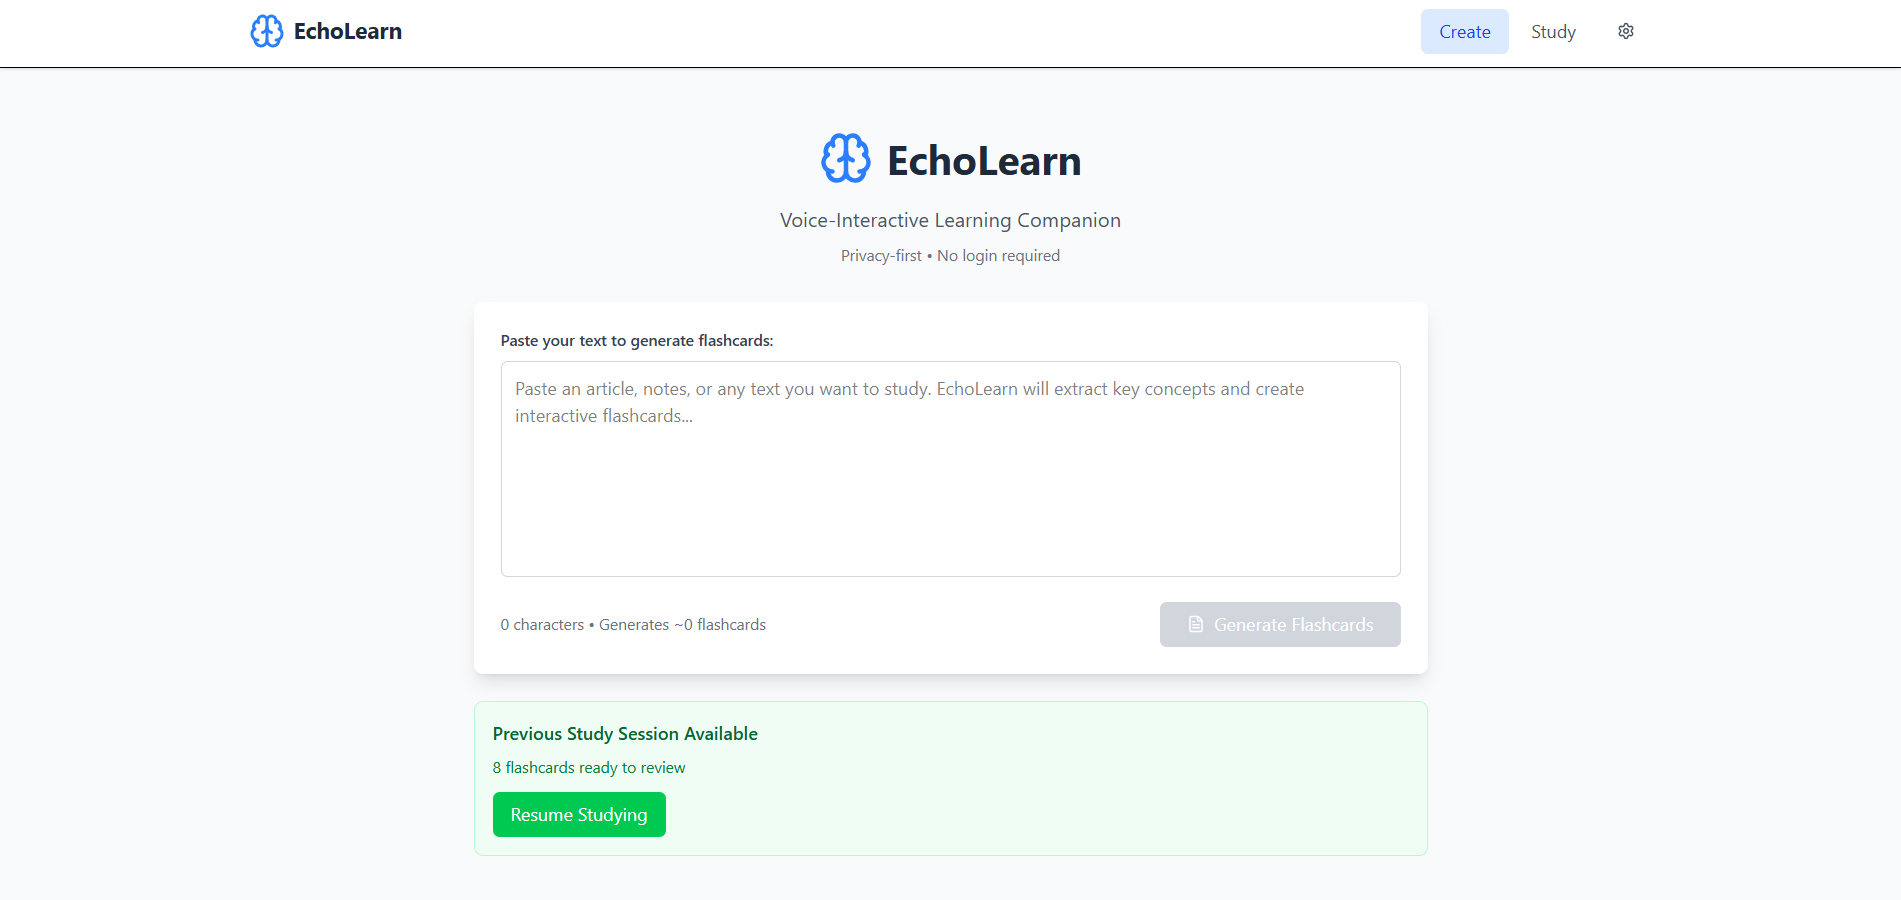 EchoLearn
Create
Study
EchoLearn
Voice-Interactive Learning Companion
Privacy-first • No login required
Paste your text to generate flashcards:
Paste an article, notes, or any text you want to study. EchoLearn will extract key concepts and create
interactive flashcards...
0 characters • Generates ~0 flashcards
Generate Flashcards
Previous Study Session Available
8 flashcards ready to review
Resume Studying